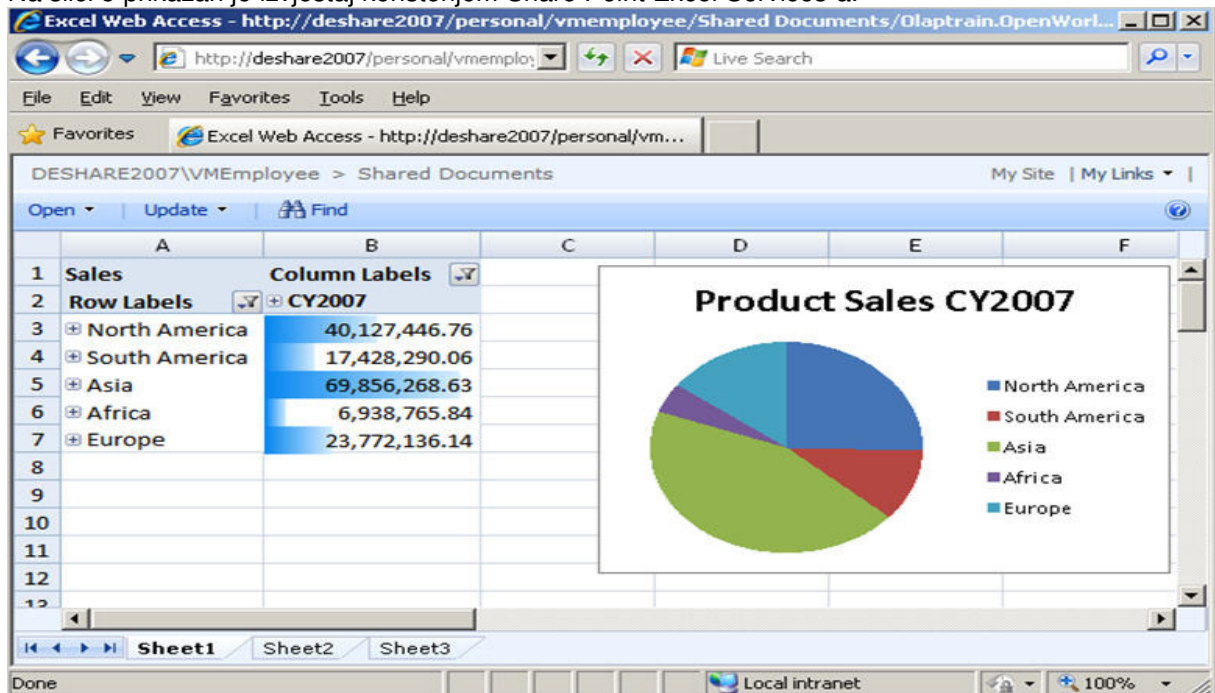 Excel Web Access - http://deshare2007/personal/vmemployee/Shared Documents/Olaptrain.OpenWorl...
http://deshare2007/personal/vmemplo
Live Search
File Edit View Favorites Tools Help
Favorites Excel Web Access - http://deshare2007/personal/vm...
DESHARE2007\VMEmployee > Shared Documents My Site | My Links |
Open | Update | Find
A B C D E F
1 Sales Column Labels
2 Row Labels CY2007
3 North America 40,127,446.76
4 South America 17,428,290.06
5 Asia 69,856,268.63
6 Africa 6,938,765.84
7 Europe 23,772,136.14
8
9
10
11
12
Product Sales CY2007
North America
South America
Asia
Africa
Europe
Sheet1 Sheet2 Sheet3
Done Local intranet 100%